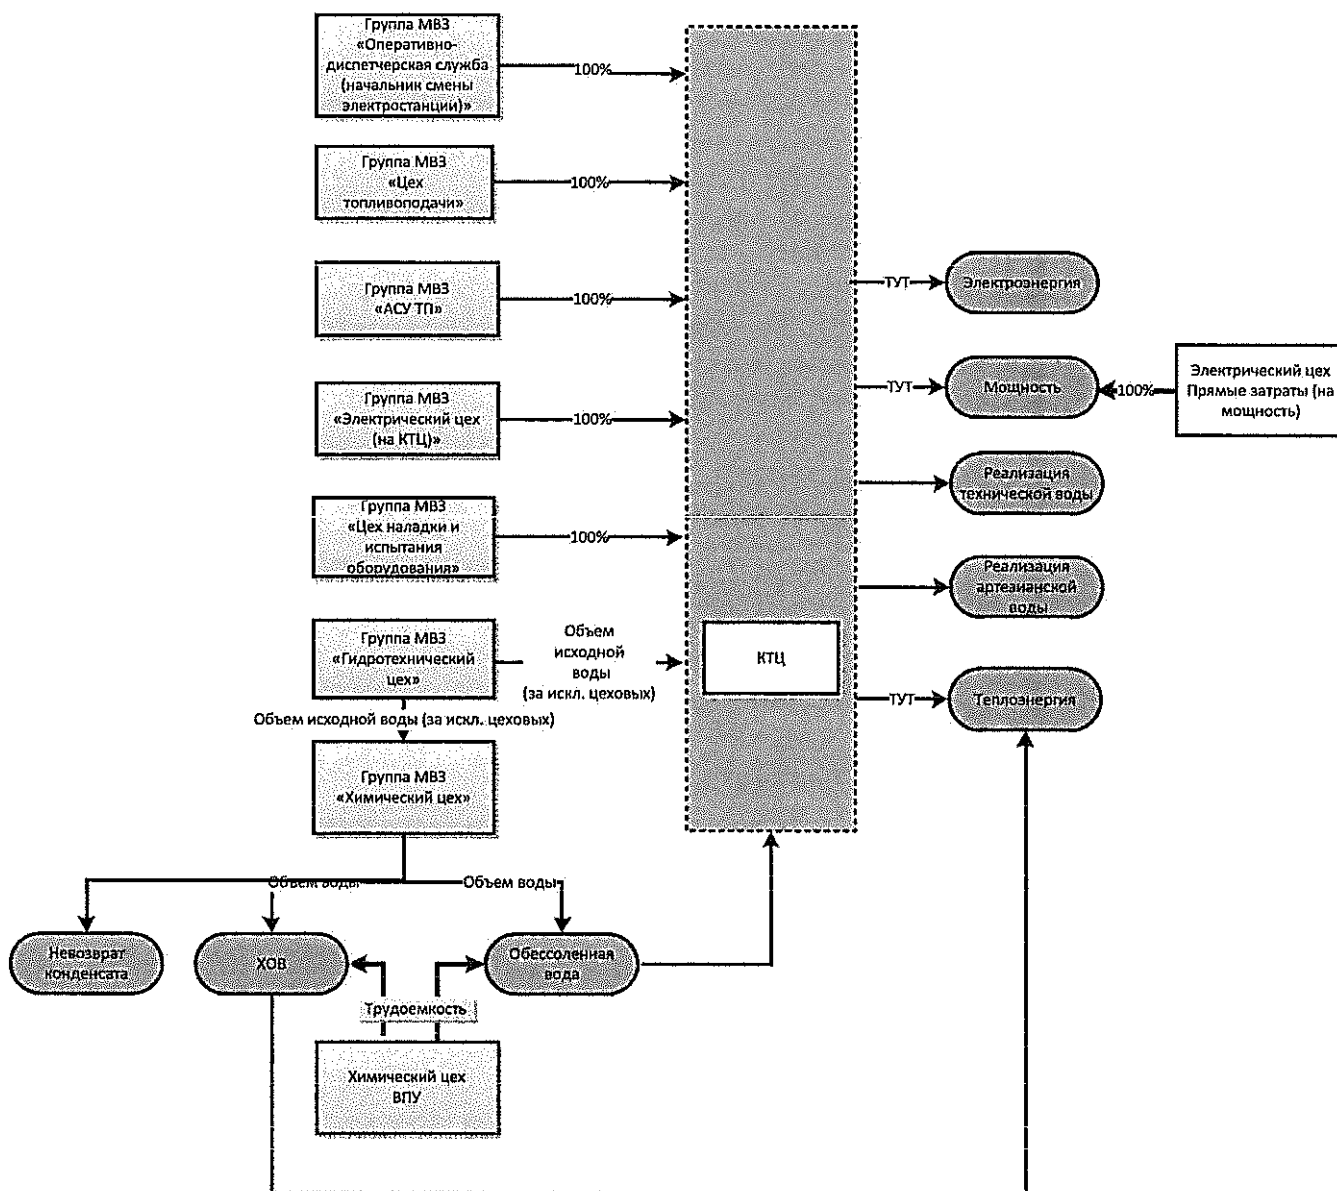 Группа МВЗ
«Оперативно-
диспетчерская служба
(начальник смены
электростанции)»
100%
Группа МВЗ
«Цех
топливоподачи»
100%
Группа МВЗ
«АСУ ТП»
100%
Группа МВЗ
«Электрический цех
(на КТЦ)»
100%
Группа МВЗ
«Цех наладки и
испытания
оборудования»
100%
Группа МВЗ
«Гидротехнический
цех»
Объем
исходной
воды
(за искл. цеховых)
КТЦ
ТУТ
Электроэнергия
ТУТ
Мощность
100%
Электрический цех
Прямые затраты (на
мощность)
Реализация
технической воды
Реализация
артезианской
воды
ТУТ
Теплоэнергия
Объем исходной воды (за искл. цеховых)
Группа МВЗ
«Химический цех»
Объем воды
Объем воды
Невозврат
конденсата
ХОВ
Обессоленная
вода
Трудоемкость
Химический цех
ВПУ